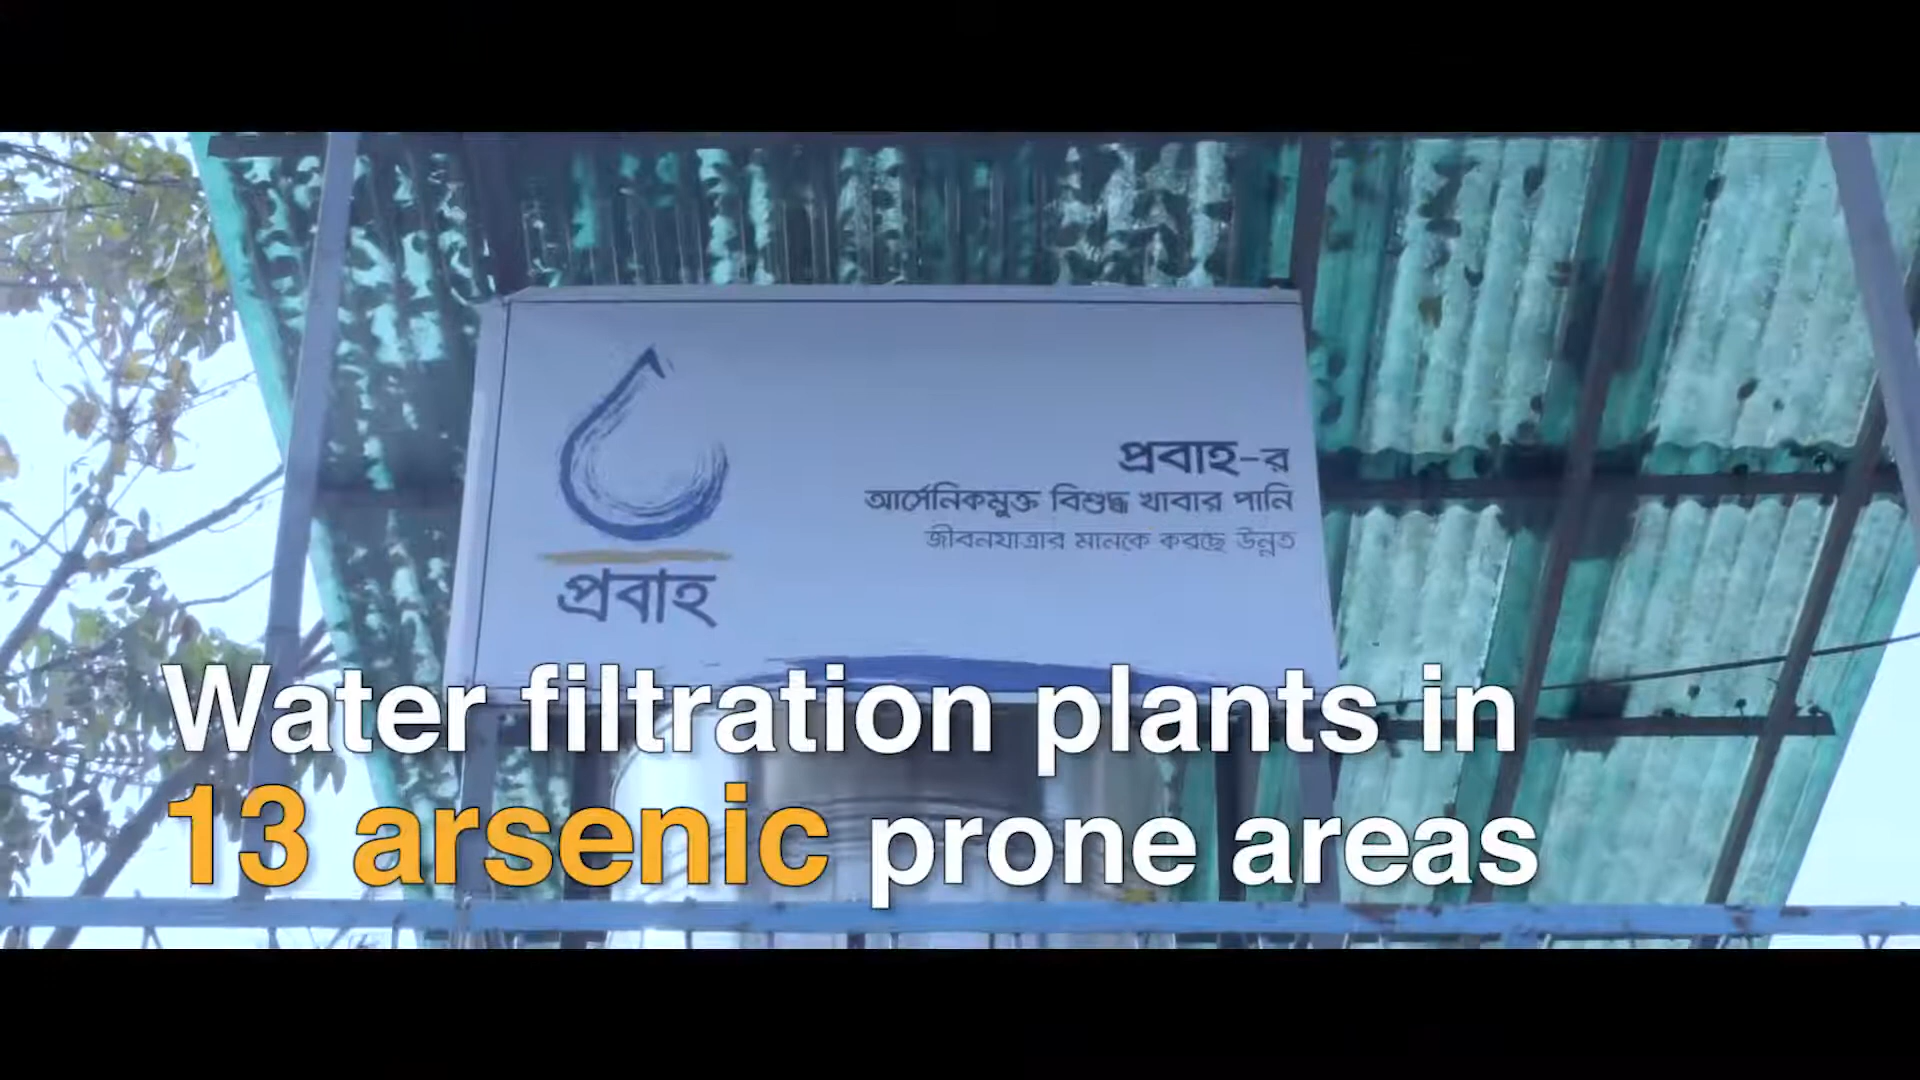 প্রবাহ
প্রবাহ-র
আর্সেনিকমুক্ত বিশুদ্ধ খাবার পানি
জীবনযাত্রার মানকে করছে উন্নত
Water filtration plants in
13 arsenic prone areas